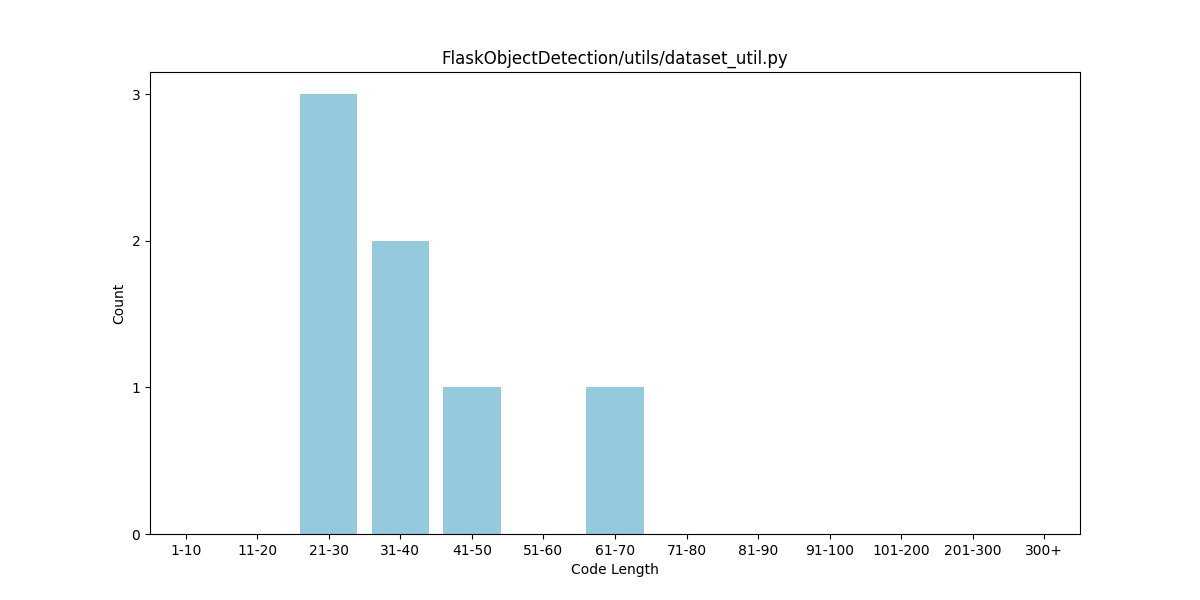 FlaskObjectDetection/utils/dataset_util.py
3
2
1
0
Count
1-10 11-20 21-30 31-40 41-50 51-60 61-70 71-80 81-90 91-100 101-200 201-300 300+
Code Length